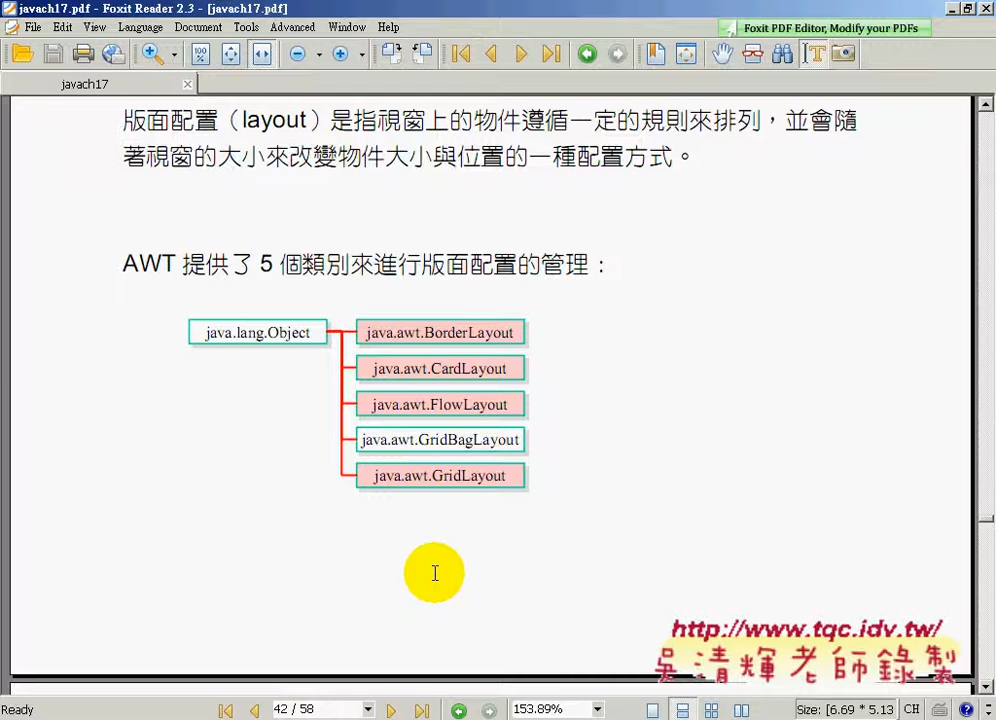 javach17.pdf - Foxit Reader 2.3 - [javach17.pdf]
File Edit View Language Document Tools Advanced Window Help
Foxit PDF Editor, Modify your PDFs
javach17
版面配置（layout）是指視窗上的物件遵循一定的規則來排列，並會隨
著視窗的大小來改變物件大小與位置的一種配置方式。
AWT 提供了 5 個類別來進行版面配置的管理：
java.lang.Object
java.awt.BorderLayout
java.awt.CardLayout
java.awt.FlowLayout
java.awt.GridBagLayout
java.awt.GridLayout
http://www.tqc.idv.tw/
吳清輝老師錄製
Ready
42 / 58
153.89%
Size: [6.69 * 5.13
CH